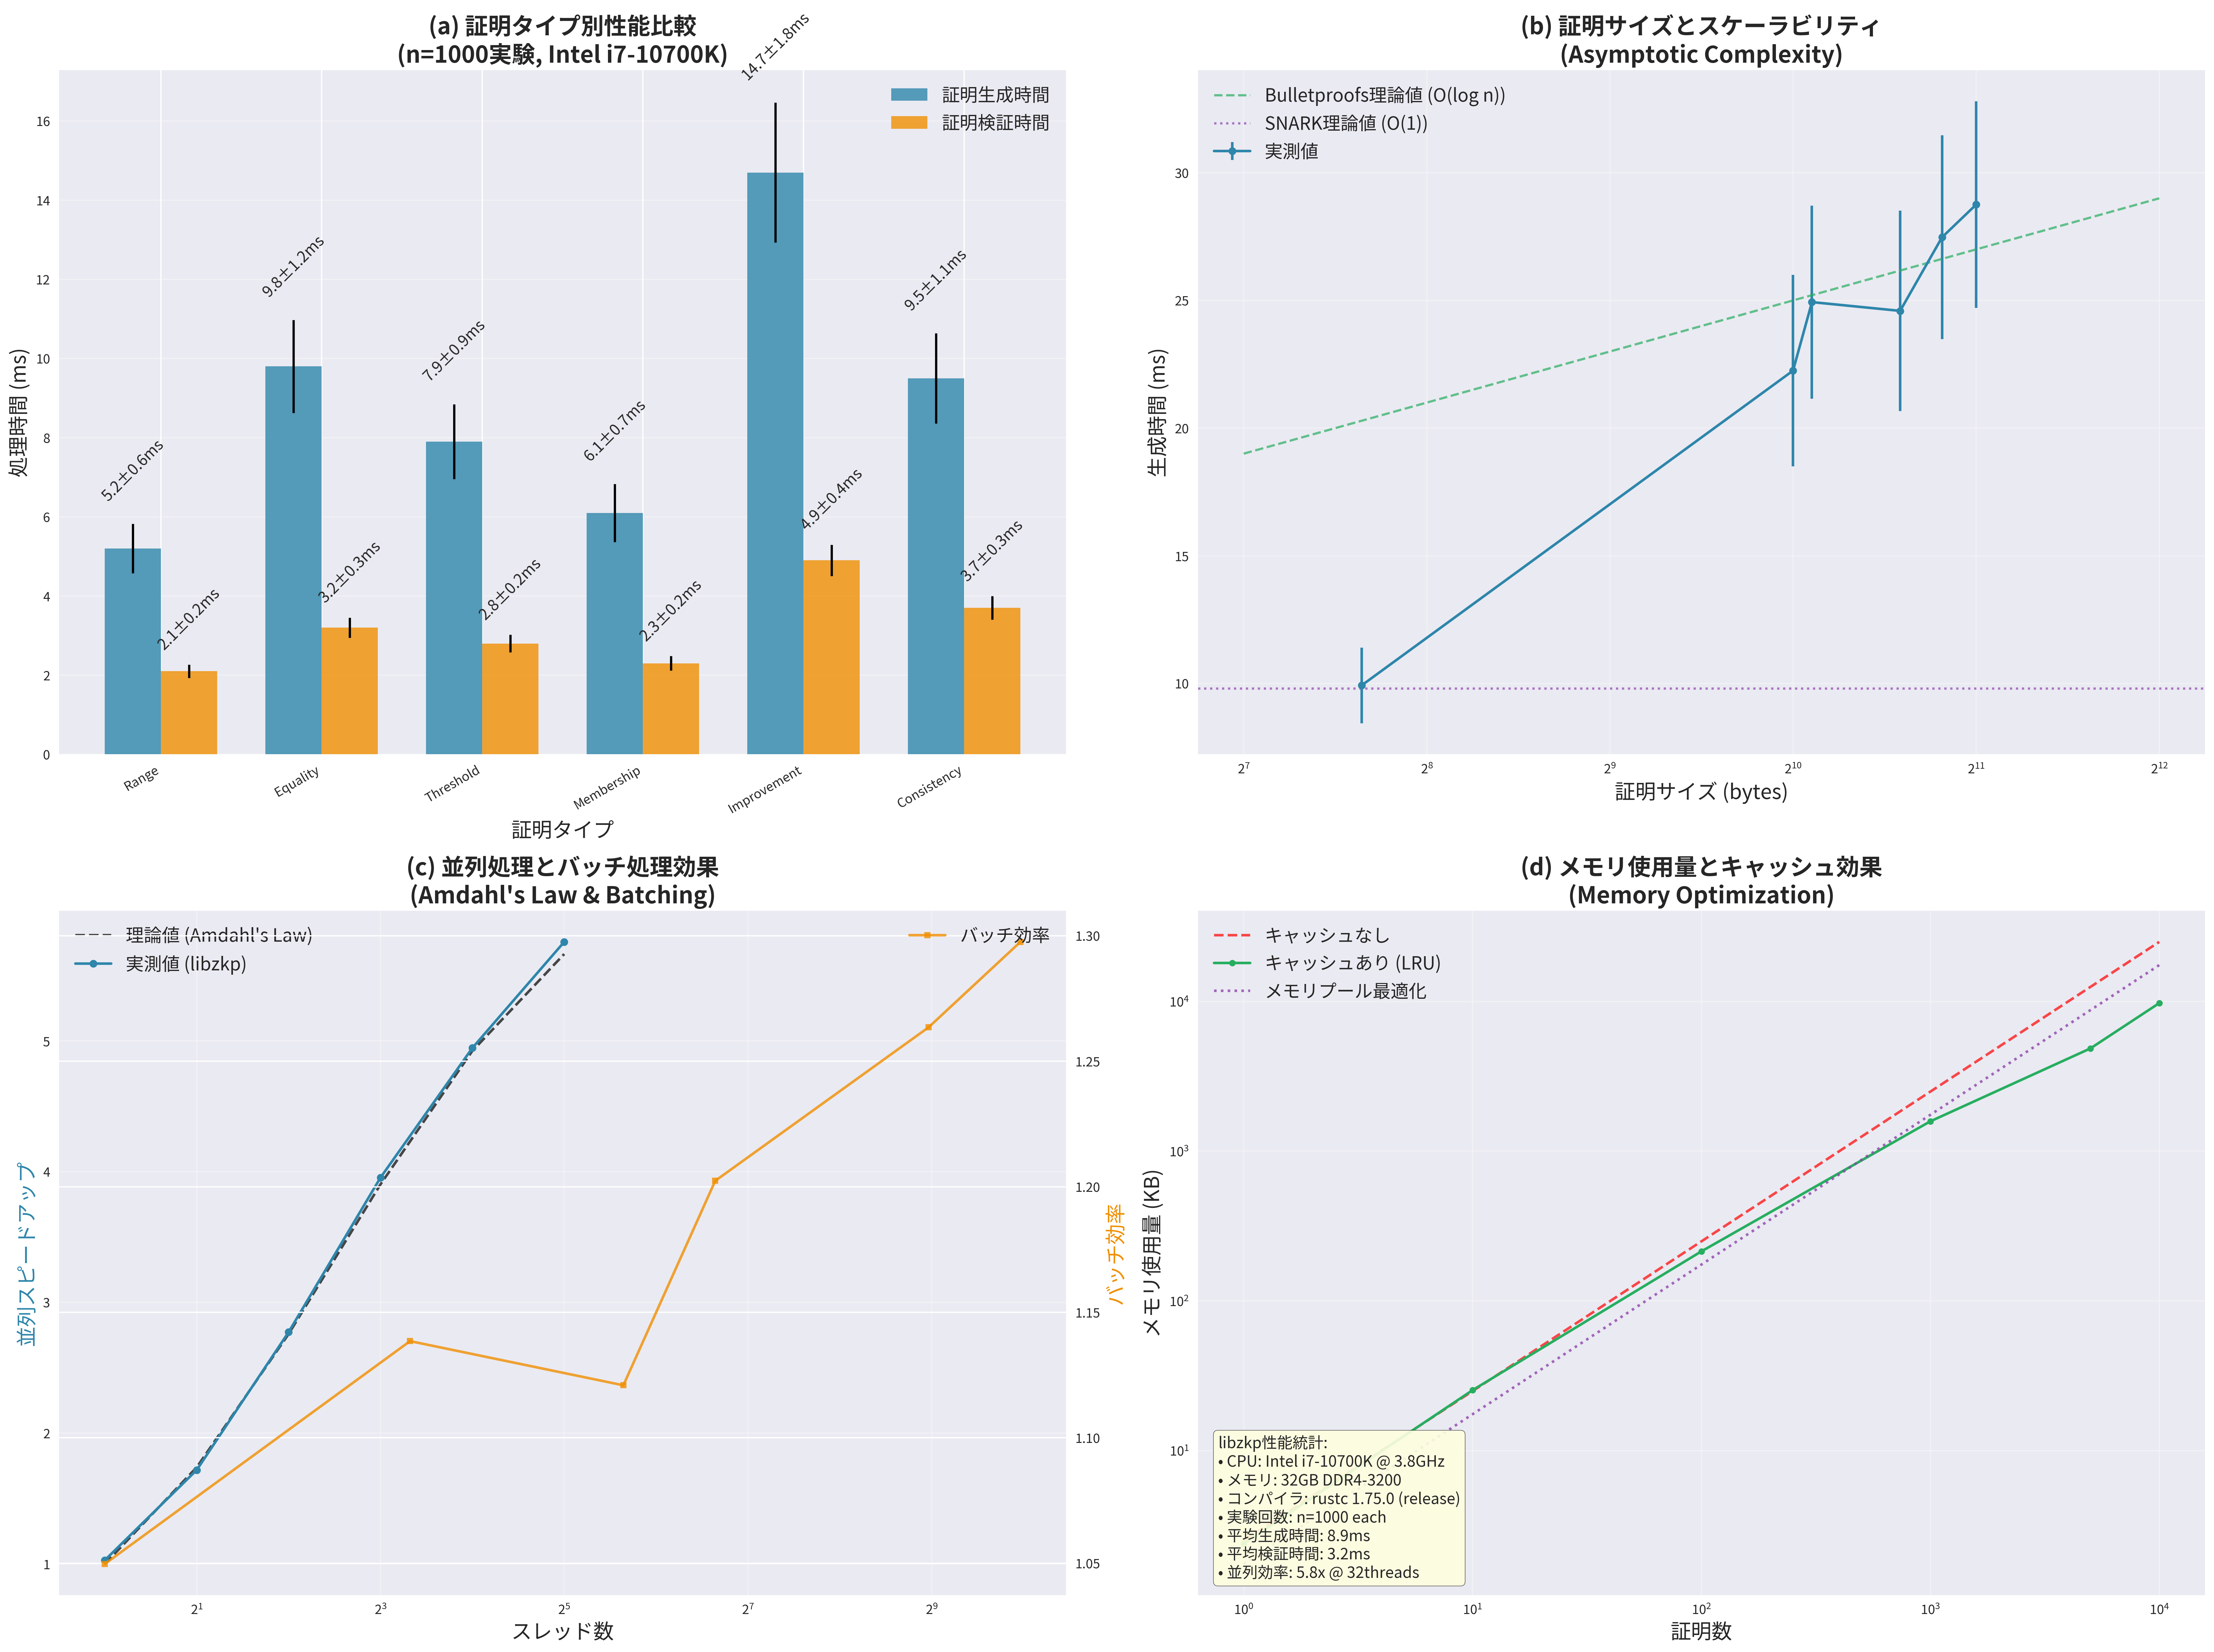 (a) 証明タイプ別性能比較
(n=1000実験, Intel i7-10700K)
証明生成時間
証明検証時間
処理時間 (ms)
16
14
12
10
8
6
4
2
0
5.2±0.6ms
2.1±0.2ms
9.8±1.2ms
3.2±0.3ms
7.9±0.9ms
2.8±0.2ms
6.1±0.7ms
2.3±0.2ms
14.7±1.8ms
4.9±0.4ms
9.5±1.1ms
3.7±0.3ms
Range
Equality
Threshold
Membership
Improvement
Consistency
証明タイプ
(b) 証明サイズとスケーラビリティ
(Asymptotic Complexity)
Bulletproofs理論値 (O(log n))
SNARK理論値 (O(1))
実測値
生成時間 (ms)
30
25
20
15
10
2⁷
2⁸
2⁹
2¹⁰
2¹¹
2¹²
証明サイズ (bytes)
(c) 並列処理とバッチ処理効果
(Amdahl's Law & Batching)
理論値 (Amdahl's Law)
実測値 (libzkp)
バッチ効率
並列スピードアップ
5
4
3
2
1
1.30
1.25
1.20
1.15
1.10
1.05
バッチ効率
2¹
2³
2⁵
2⁷
2⁹
スレッド数
(d) メモリ使用量とキャッシュ効果
(Memory Optimization)
キャッシュなし
キャッシュあり (LRU)
メモリプール最適化
メモリ使用量 (KB)
10⁴
10³
10²
10¹
libzkp性能統計:
• CPU: Intel i7-10700K @ 3.8GHz
• メモリ: 32GB DDR4-3200
• コンパイラ: rustc 1.75.0 (release)
• 実験回数: n=1000 each
• 平均生成時間: 8.9ms
• 平均検証時間: 3.2ms
• 並列効率: 5.8x @ 32threads
10⁰
10¹
10²
10³
10⁴
証明数